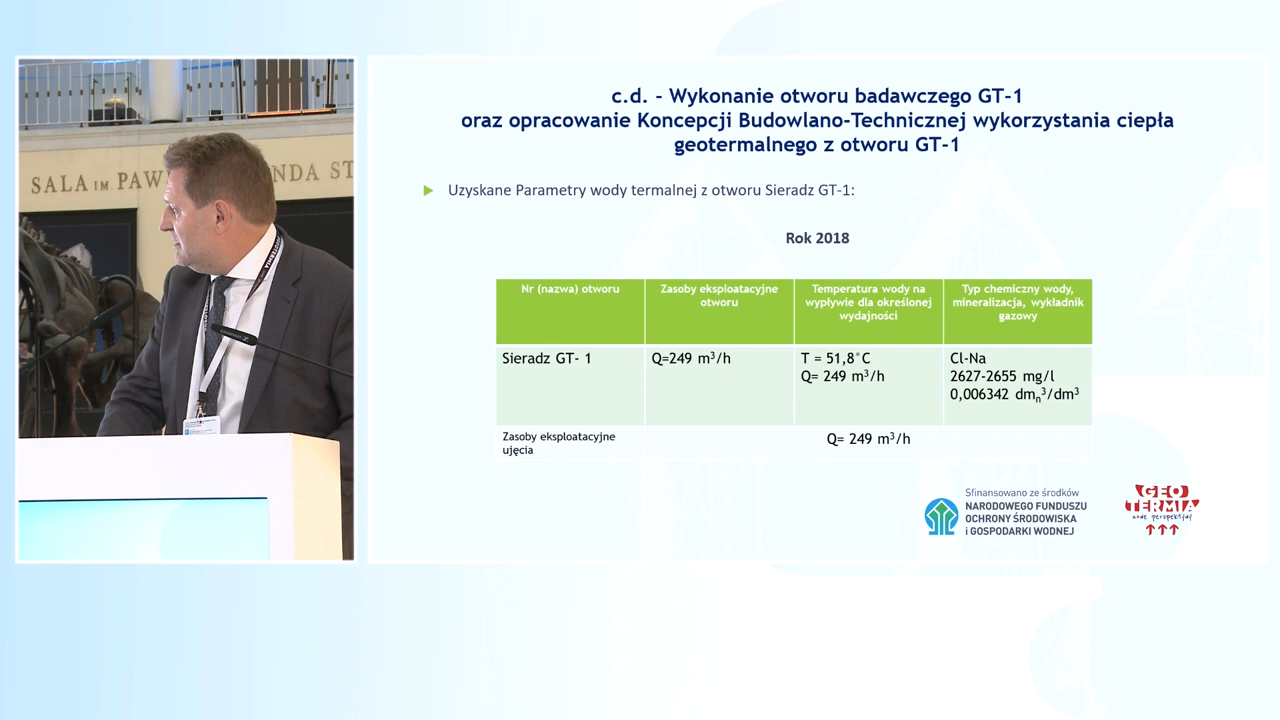 SALA IM. PAW
NDA ST
c.d. - Wykonanie otworu badawczego GT-1
oraz opracowanie Koncepcji Budowlano-Technicznej wykorzystania ciepła
geotermalnego z otworu GT-1
Uzyskane Parametry wody termalnej z otworu Sieradz GT-1:
Rok 2018
Nr (nazwa) otworu
Zasoby eksploatacyjne
otworu
Temperatura wody na
wypływie dla określonej
wydajności
Typ chemiczny wody,
mineralizacja, wykładnik
gazowy
Sieradz GT- 1
Q=249 m³/h
T = 51,8°C
Q= 249 m³/h
Cl-Na
2627-2655 mg/l
0,006342 dmₙ³/dm³
Zasoby eksploatacyjne
ujęcia
Q= 249 m³/h
Sfinansowano ze środków
NARODOWEGO FUNDUSZU
OCHRONY ŚRODOWISKA
i GOSPODARKI WODNEJ
GEO
TERMIA
nowe perspektywy